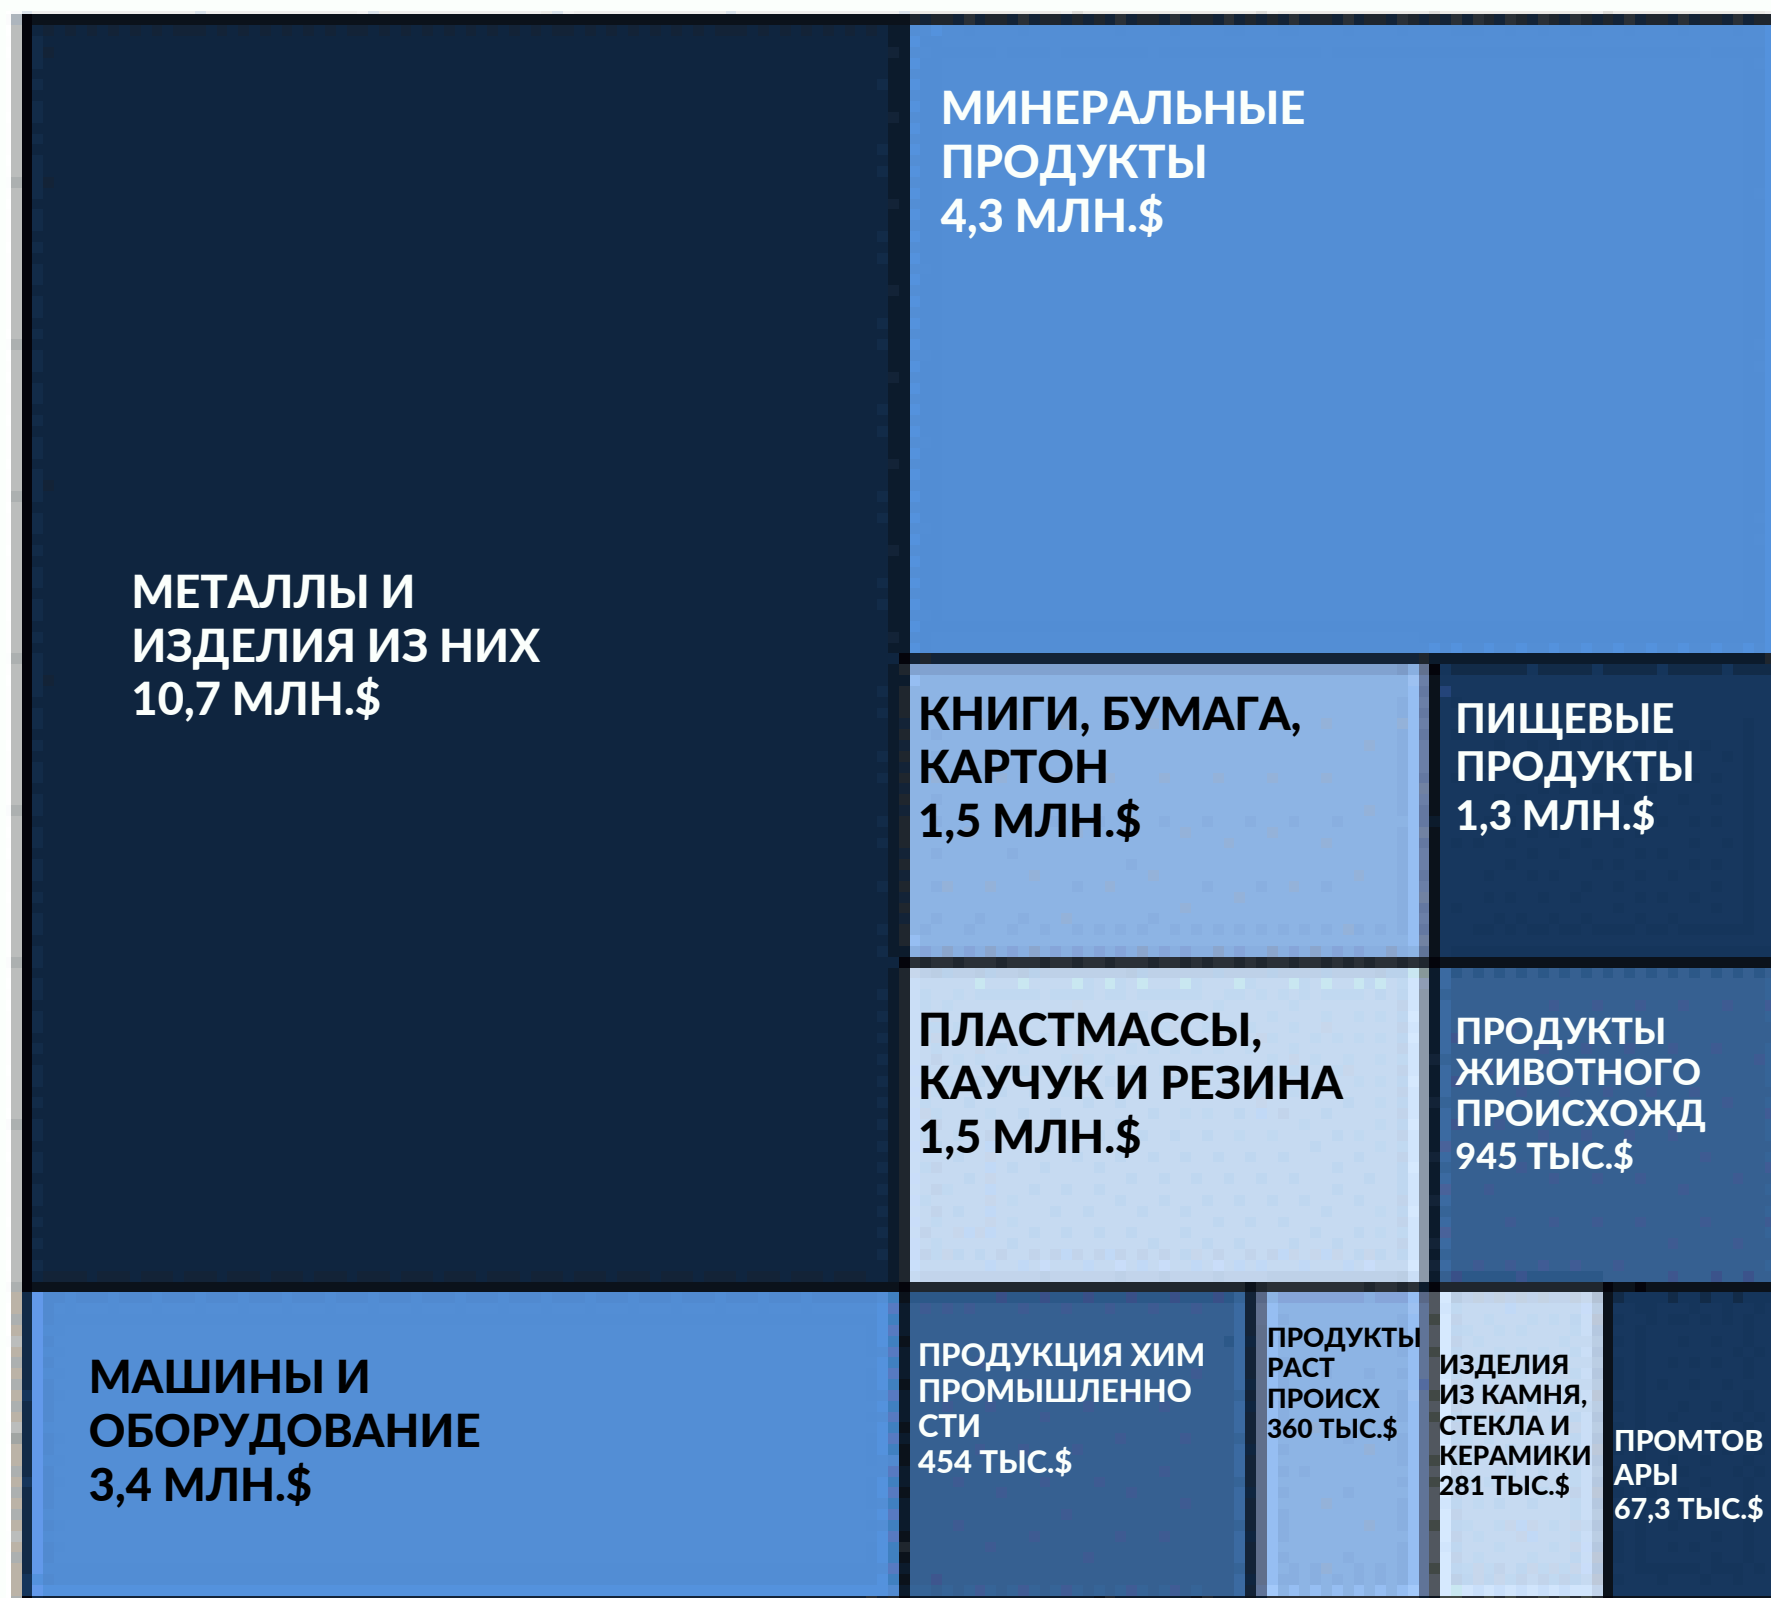 МЕТАЛЛЫ И
ИЗДЕЛИЯ ИЗ НИХ
10,7 МЛН.$
МИНЕРАЛЬНЫЕ
ПРОДУКТЫ
4,3 МЛН.$
КНИГИ, БУМАГА,
КАРТОН
1,5 МЛН.$
ПИЩЕВЫЕ
ПРОДУКТЫ
1,3 МЛН.$
ПЛАСТМАССЫ,
КАУЧУК И РЕЗИНА
1,5 МЛН.$
ПРОДУКТЫ
ЖИВОТНОГО
ПРОИСХОЖД
945 ТЫС.$
МАШИНЫ И
ОБОРУДОВАНИЕ
3,4 МЛН.$
ПРОДУКЦИЯ ХИМ
ПРОМЫШЛЕННО
СТИ
454 ТЫС.$
ПРОДУКТЫ
РАСТ
ПРОИСХ
360 ТЫС.$
ИЗДЕЛИЯ
ИЗ КАМНЯ,
СТЕКЛА И
КЕРАМИКИ
281 ТЫС.$
ПРОМТОВ
АРЫ
67,3 ТЫС.$